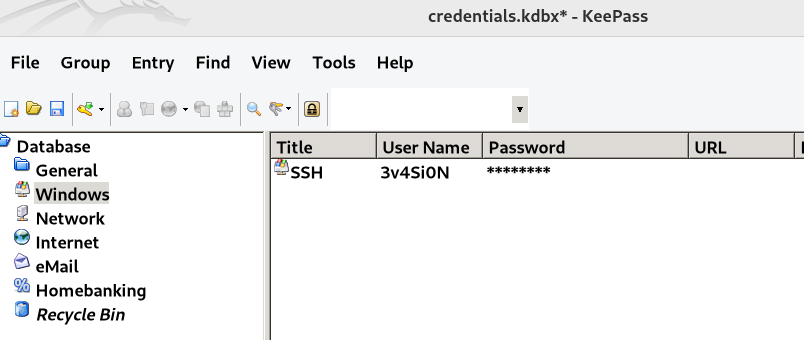 credentials.kdbx* - KeePass
File Group Entry Find View Tools Help
Title User Name Password URL
SSH 3v4Si0N ********
Database
General
Windows
Network
Internet
eMail
Homebanking
Recycle Bin